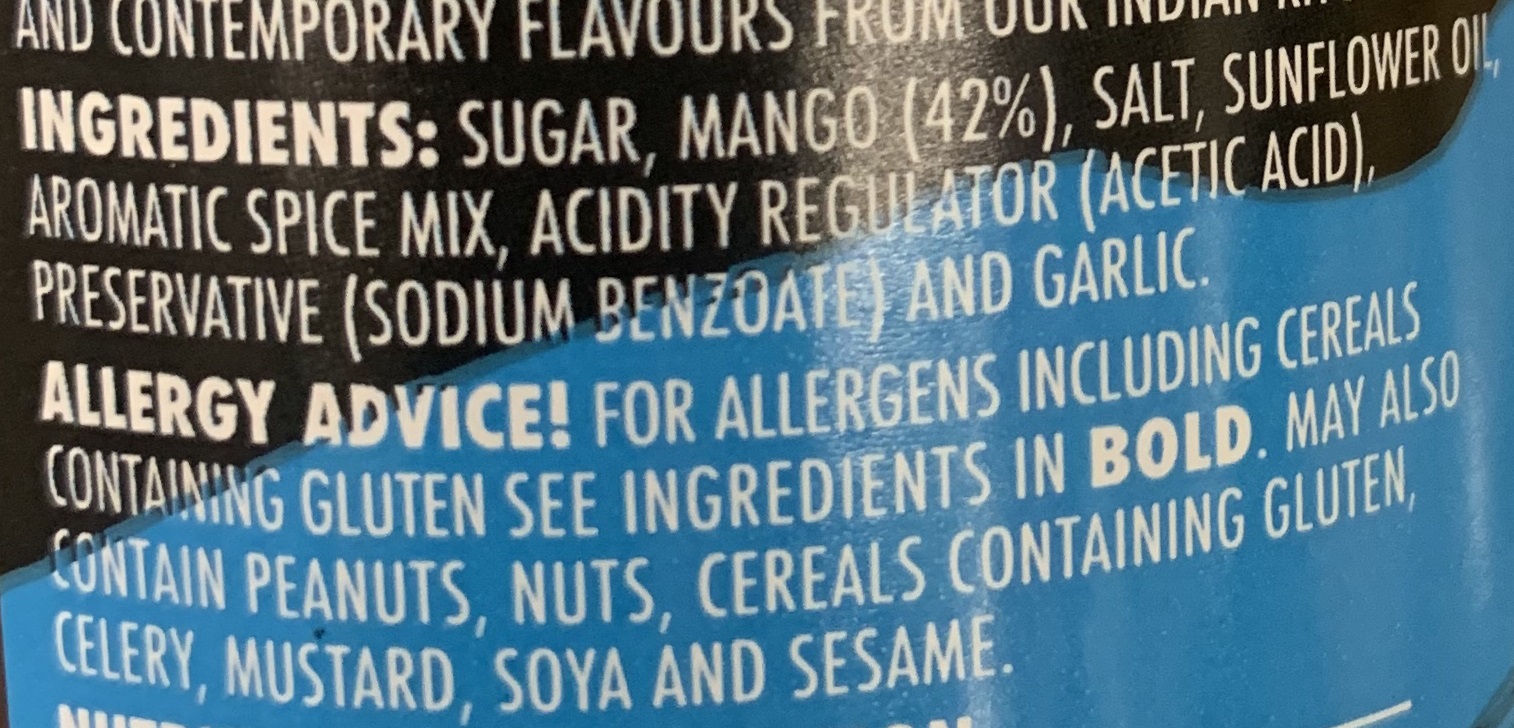 AND CONTEMPORARY FLAVOURS FROM OUR INDIAN
INGREDIENTS: SUGAR, MANGO (42%), SALT, SUNFLOWER OIL,
AROMATIC SPICE MIX, ACIDITY REGULATOR (ACETIC ACID),
PRESERVATIVE (SODIUM BENZOATE) AND GARLIC.
ALLERGY ADVICE! FOR ALLERGENS INCLUDING CEREALS
CONTAINING GLUTEN SEE INGREDIENTS IN BOLD. MAY ALSO
CONTAIN PEANUTS, NUTS, CEREALS CONTAINING GLUTEN,
CELERY, MUSTARD, SOYA AND SESAME.